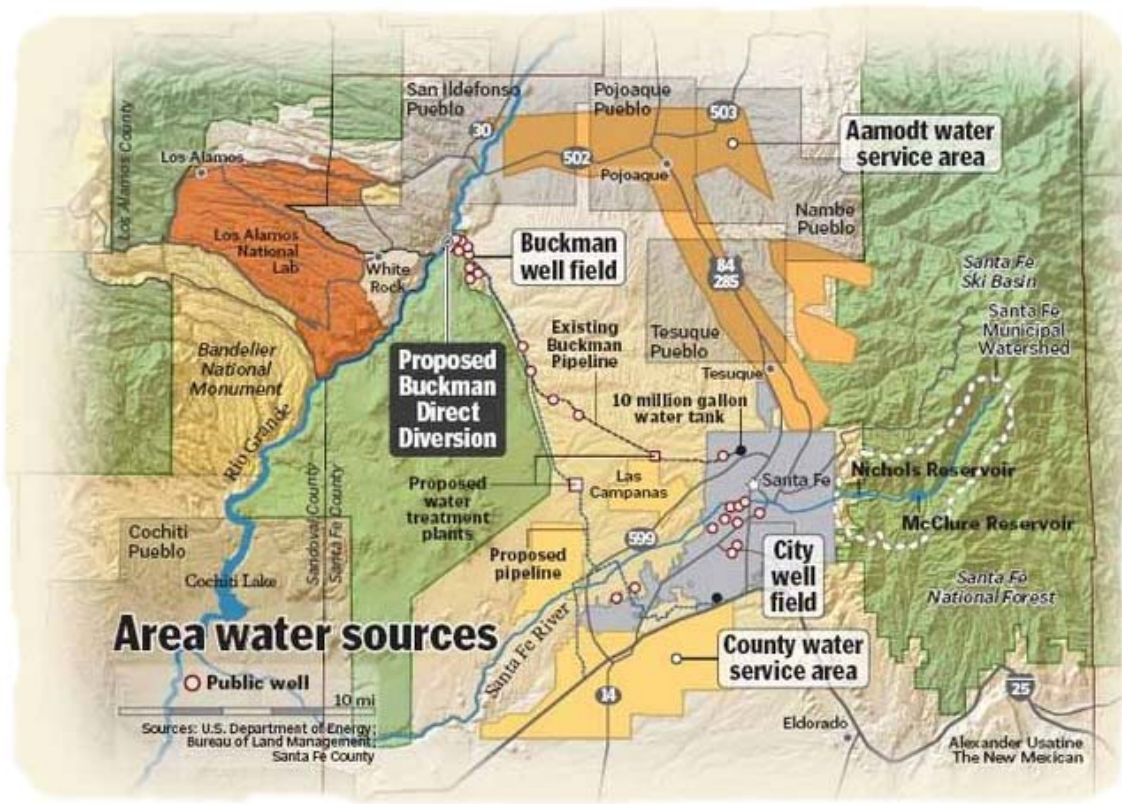 San Ildefonso
Pueblo
Pojoaque
Pueblo
503
30
Aamodt water
service area
Los Alamos County
Los Alamos
502
Pojoaque
Nambe
Pueblo
Los Alamos
National
Lab
White
Rock
Buckman
well field
84
285
Santa Fe
Ski Basin
Santa Fe
Municipal
Watershed
Existing
Buckman
Pipeline
Tesuque
Pueblo
Bandelier
National
Monument
Proposed
Buckman
Direct
Diversion
Tesuque
10 million gallon
water tank
Rio Grande
Sandoval County
Santa Fe County
Proposed
water
treatment
plants
Las
Campanas
Santa Fe
Nichols Reservoir
McClure Reservoir
Cochiti
Pueblo
599
Proposed
pipeline
City
well
field
Cochiti Lake
Santa Fe
National Forest
Area water sources
Santa Fe River
County water
service area
Public well
10 mi
14
25
Sources: U.S. Department of Energy;
Bureau of Land Management;
Santa Fe County
Eldorado
Alexander Usatine
The New Mexican